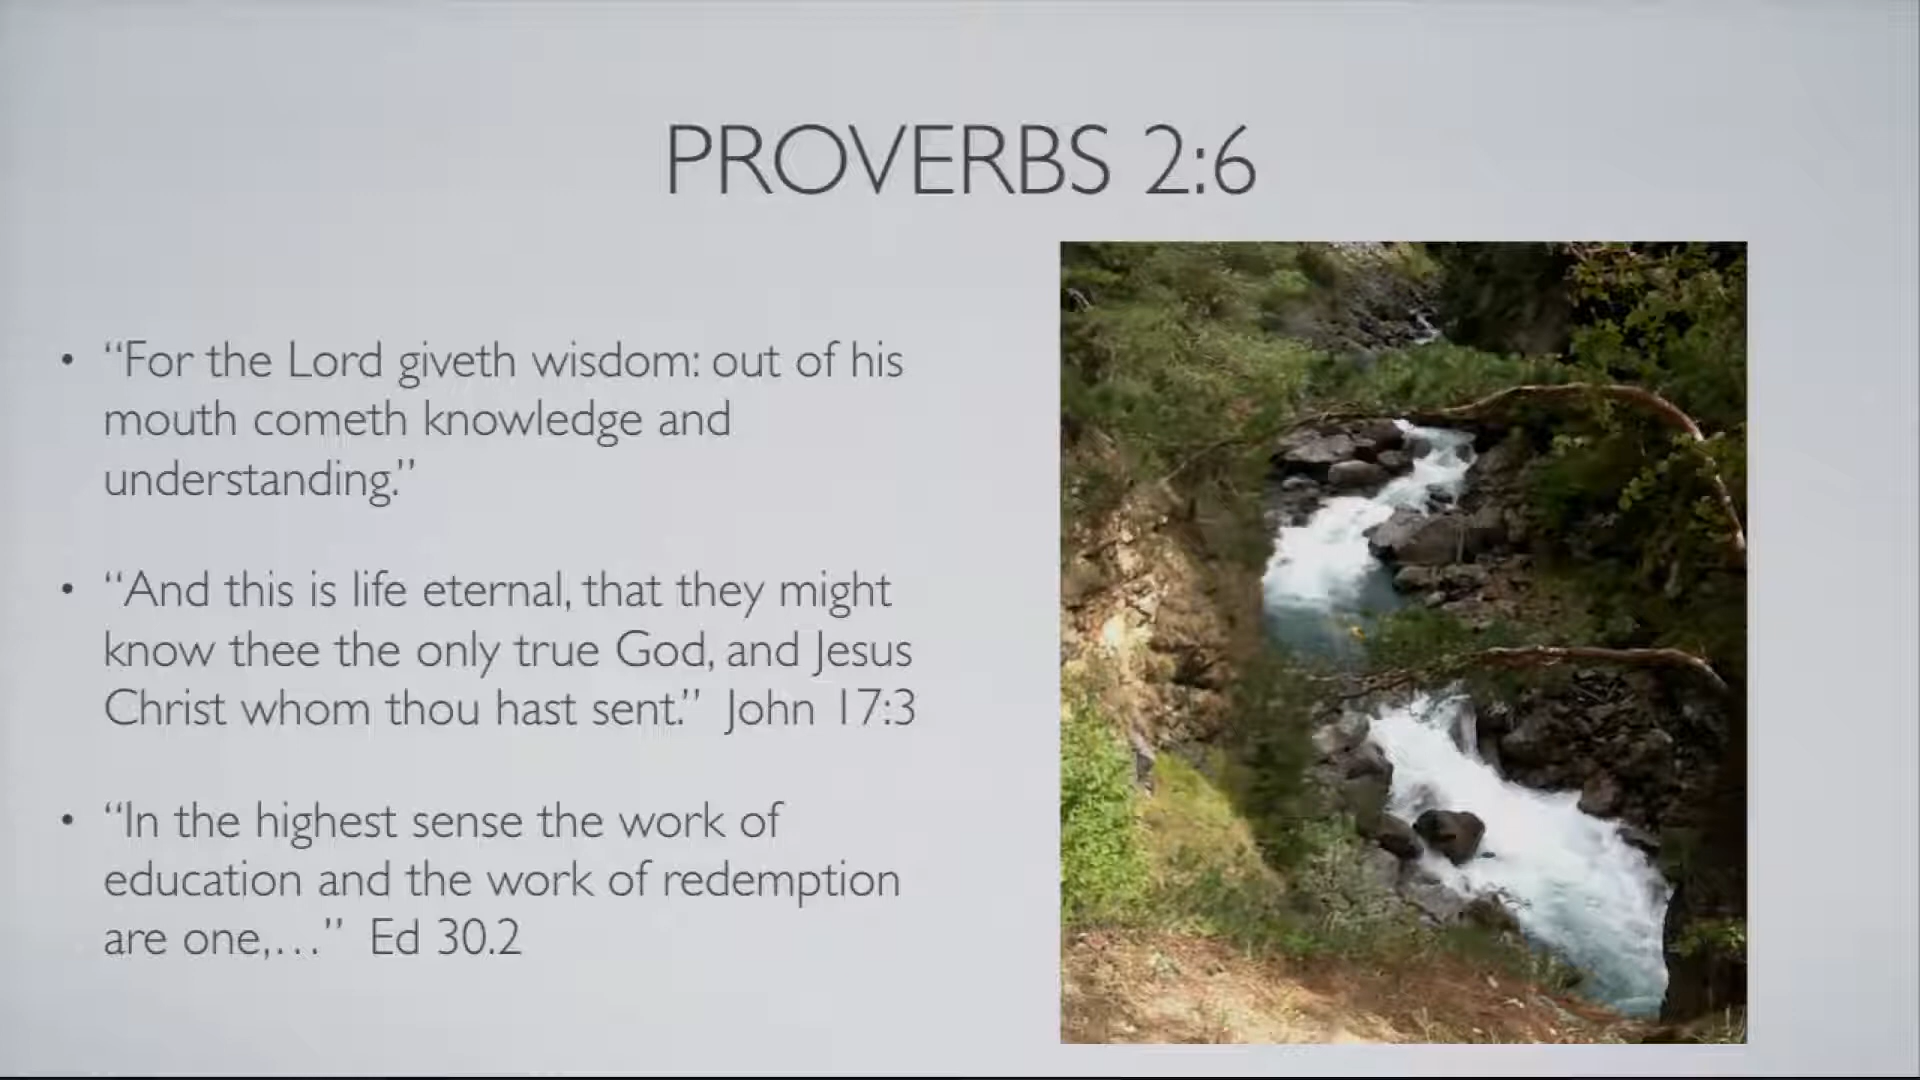 PROVERBS 2:6
• “For the Lord giveth wisdom: out of his
mouth cometh knowledge and
understanding.”
• “And this is life eternal, that they might
know thee the only true God, and Jesus
Christ whom thou hast sent.”  John 17:3
• “In the highest sense the work of
education and the work of redemption
are one,…”  Ed 30.2